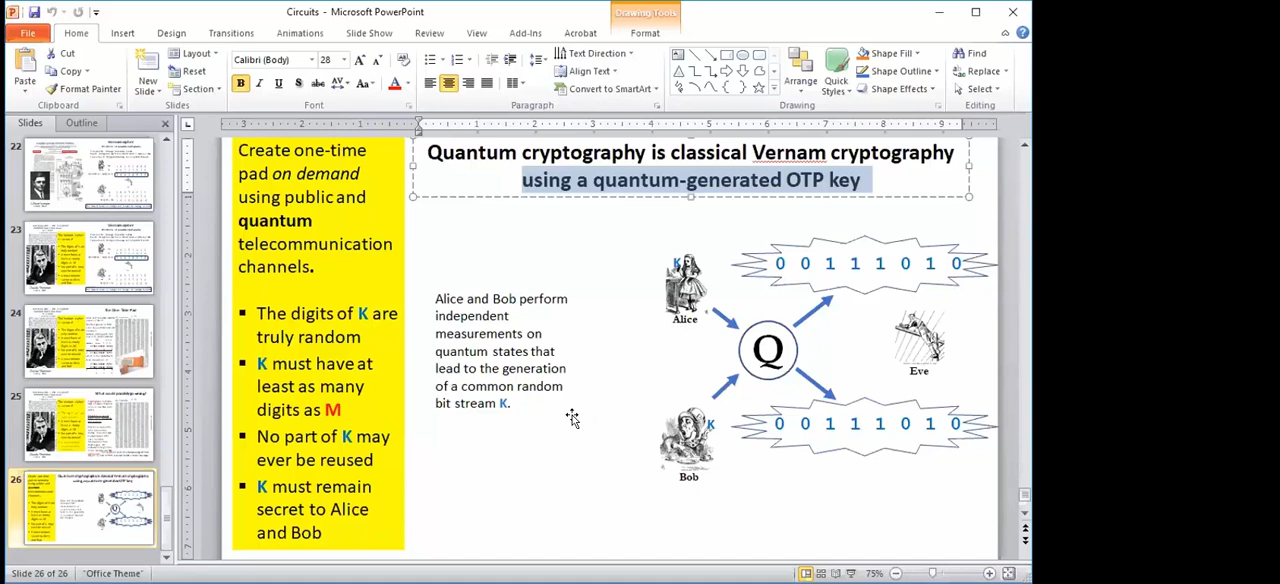 Circuits - Microsoft PowerPoint
Drawing Tools
File Home Insert Design Transitions Animations Slide Show Review View Add-Ins Acrobat Format
Cut
Copy
Format Painter
Paste
Clipboard
New
Slide
Layout
Reset
Section
Slides
Calibri (Body) 28
Font
Text Direction
Align Text
Convert to SmartArt
Paragraph
Arrange
Quick
Styles
Shape Fill
Shape Outline
Shape Effects
Drawing
Find
Replace
Select
Editing
Slides Outline
22
23
24
25
26
Create one-time
pad on demand
using public and
quantum
telecommunication
channels.
▪ The digits of K are
truly random
▪ K must have at
least as many
digits as M
▪ No part of K may
ever be reused
▪ K must remain
secret to Alice
and Bob
Quantum cryptography is classical Vernam cryptography
using a quantum-generated OTP key
Alice and Bob perform
independent
measurements on
quantum states that
lead to the generation
of a common random
bit stream K.
K
Alice
0 0 1 1 1 0 1 0
Q
Eve
K
Bob
0 0 1 1 1 0 1 0
Slide 26 of 26 "Office Theme" 75%